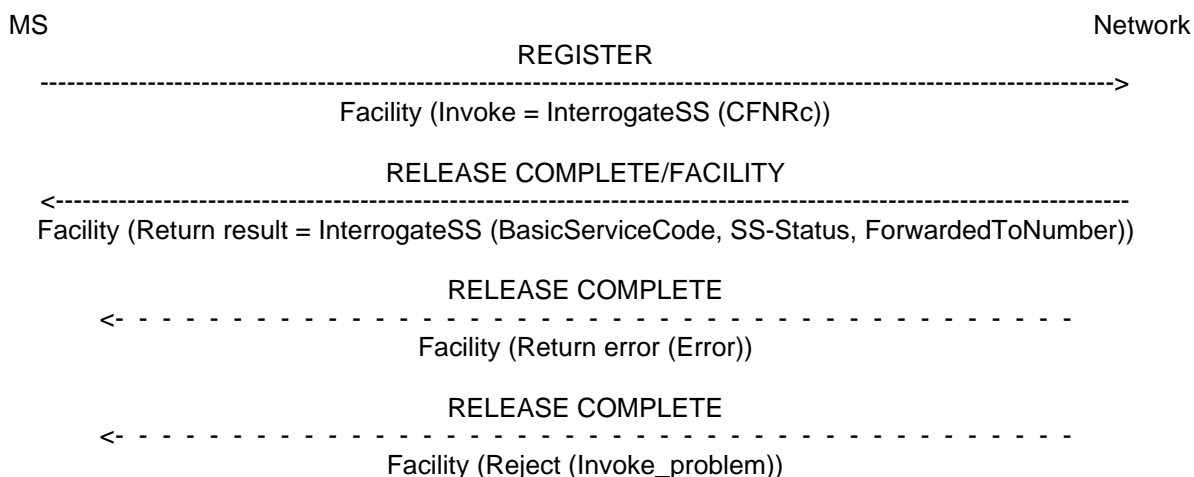 MS Network
REGISTER
Facility (Invoke = InterrogateSS (CFNRc))
RELEASE COMPLETE/FACILITY
Facility (Return result = InterrogateSS (BasicServiceCode, SS-Status, ForwardedToNumber))
RELEASE COMPLETE
Facility (Return error (Error))
RELEASE COMPLETE
Facility (Reject (Invoke_problem))